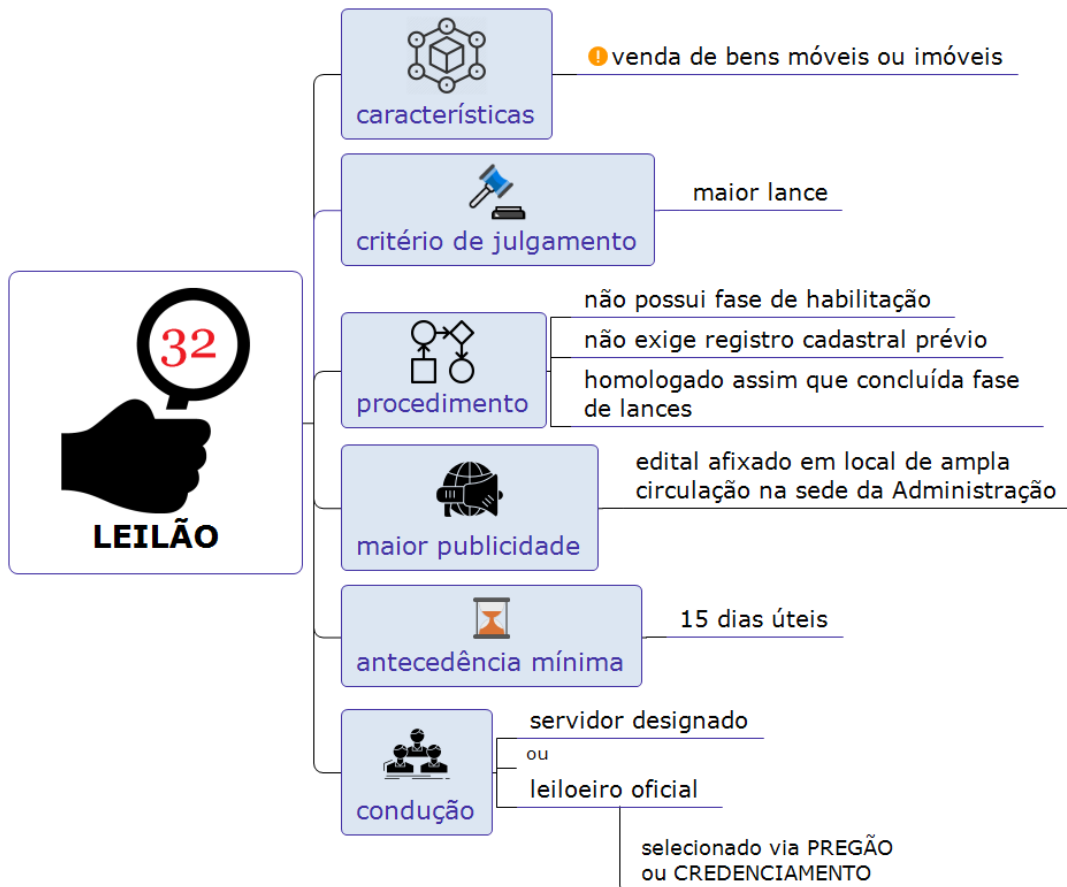 características
venda de bens móveis ou imóveis
critério de julgamento
maior lance
32
LEILÃO
procedimento
não possui fase de habilitação
não exige registro cadastral prévio
homologado assim que concluída fase
de lances
maior publicidade
edital afixado em local de ampla
circulação na sede da Administração
antecedência mínima
15 dias úteis
condução
servidor designado
ou
leiloeiro oficial
selecionado via PREGÃO
ou CREDENCIAMENTO